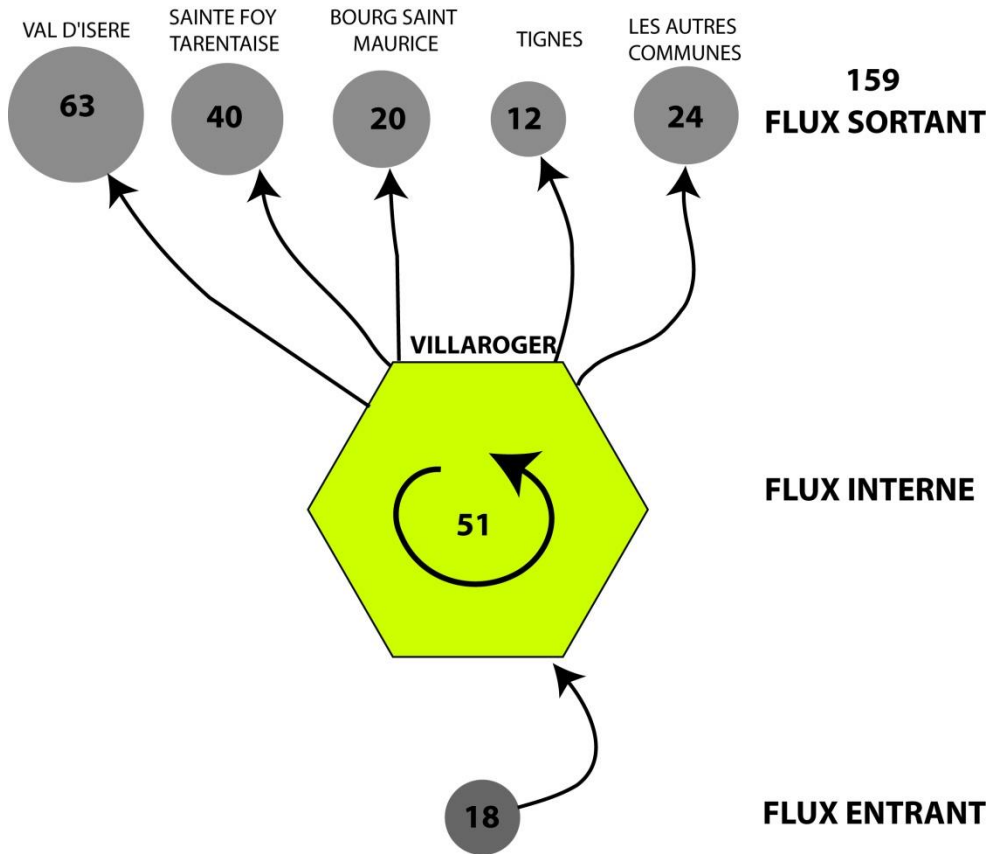 VAL D'ISERE
SAINTE FOY
TARENTAISE
BOURG SAINT
MAURICE
TIGNES
LES AUTRES
COMMUNES
63
40
20
12
24
159
FLUX SORTANT
VILLAROGER
51
FLUX INTERNE
18
FLUX ENTRANT